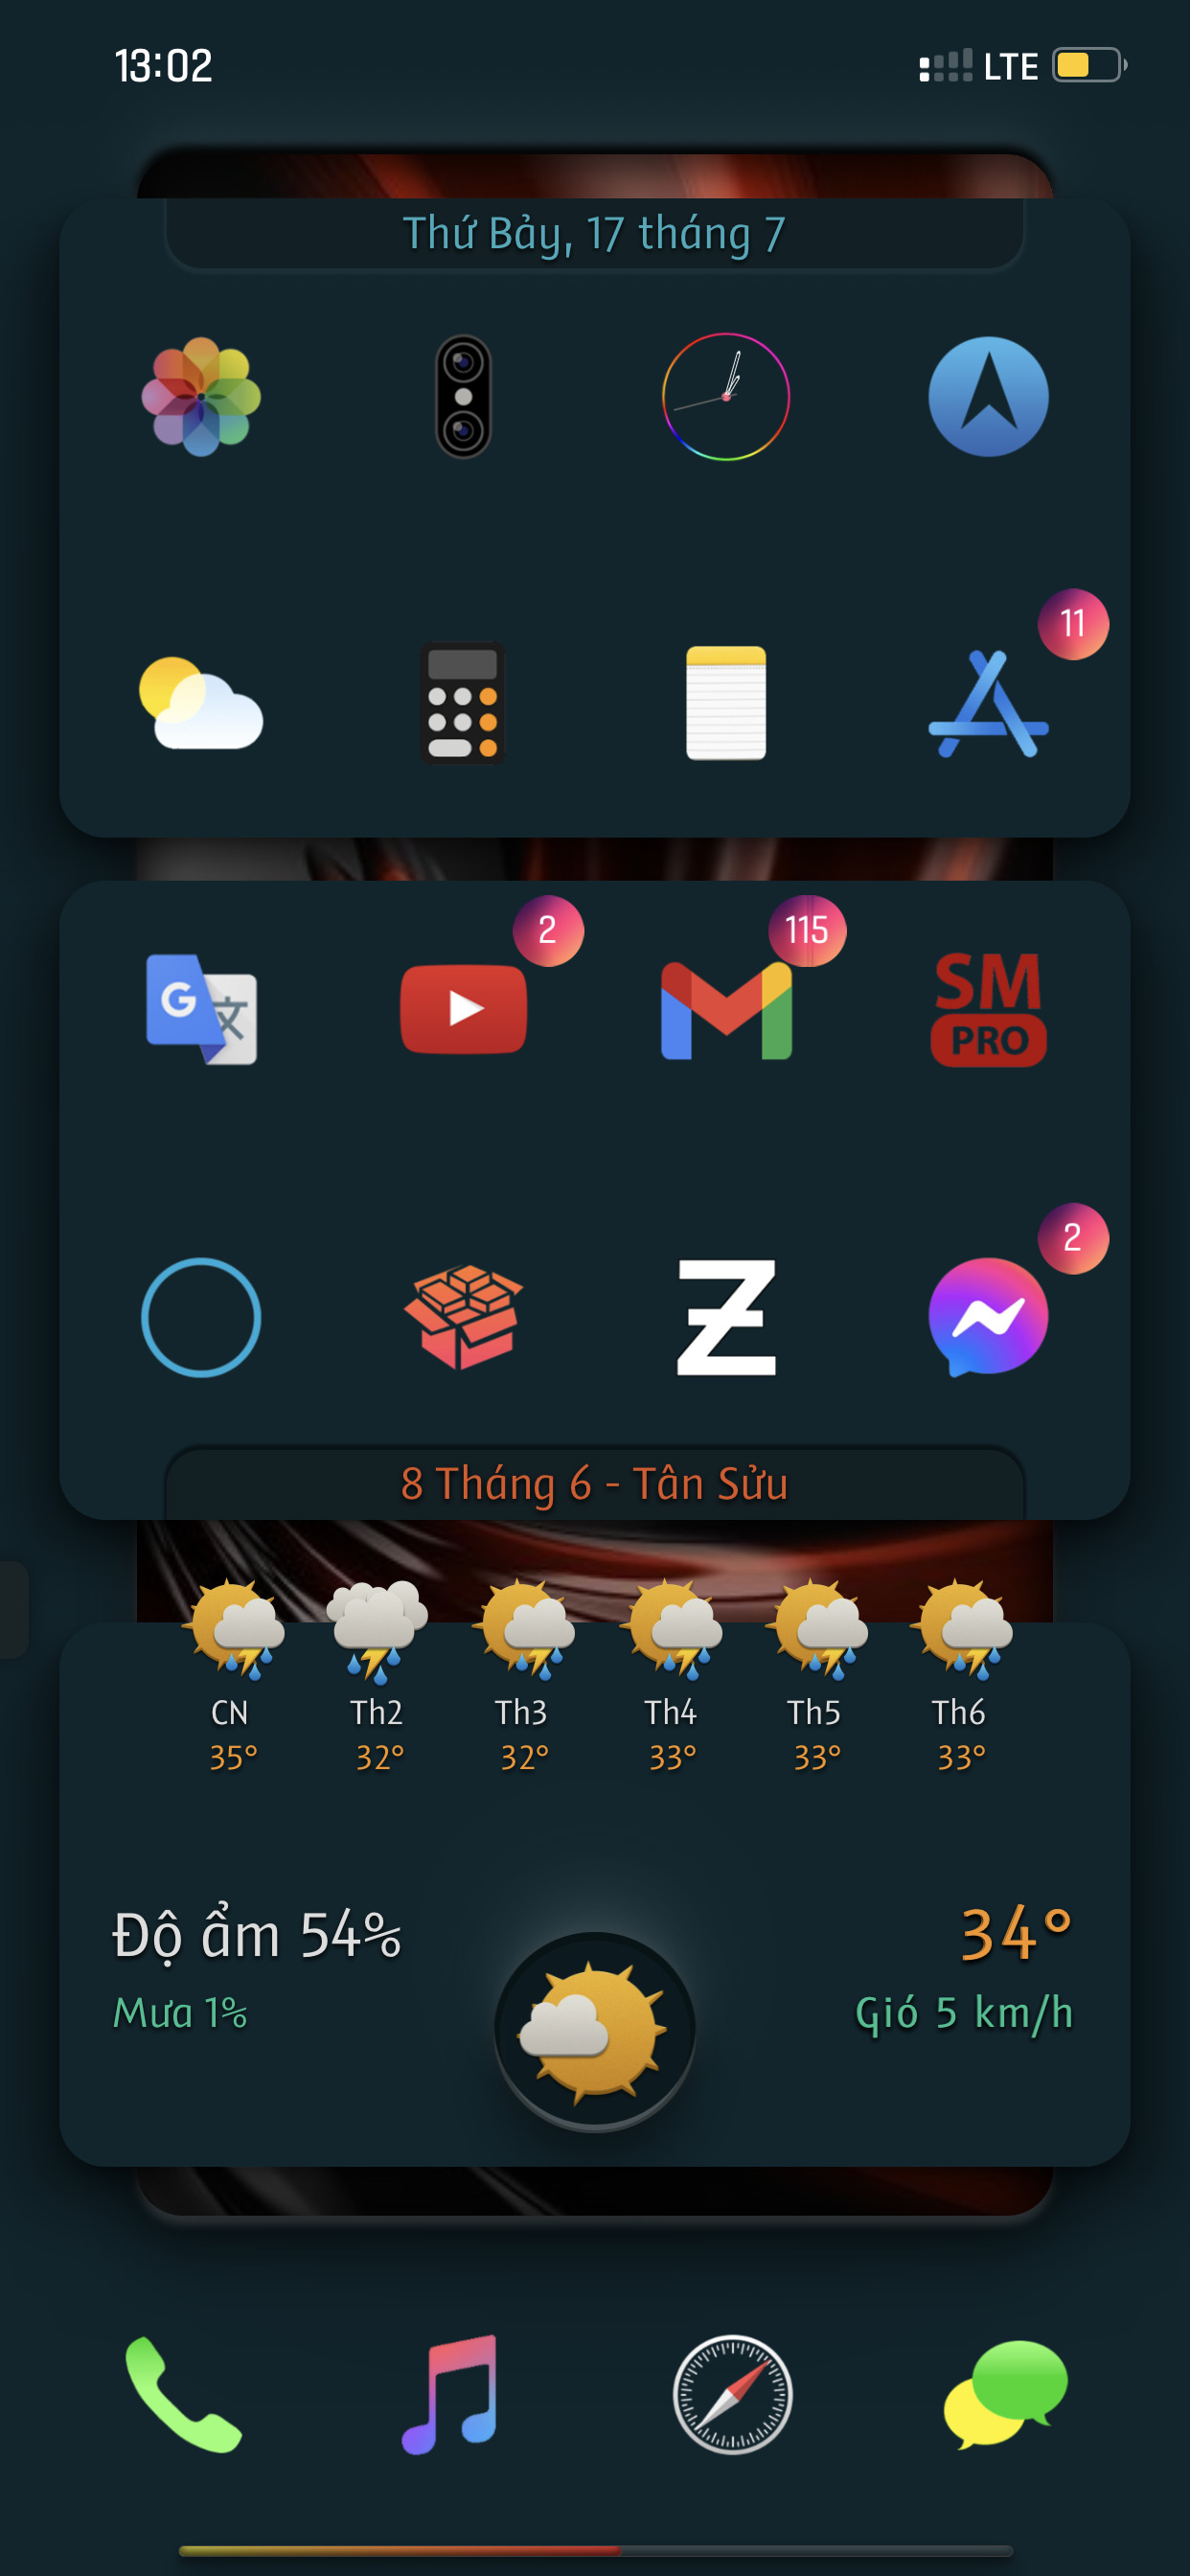 13:02
LTE
Thứ Bảy, 17 tháng 7
11
2
115
G
文
SM
PRO
2
8 Tháng 6 - Tân Sửu
CN Th2 Th3 Th4 Th5 Th6
35° 32° 32° 33° 33° 33°
Độ ẩm 54%
34°
Mưa 1%
Gió 5 km/h